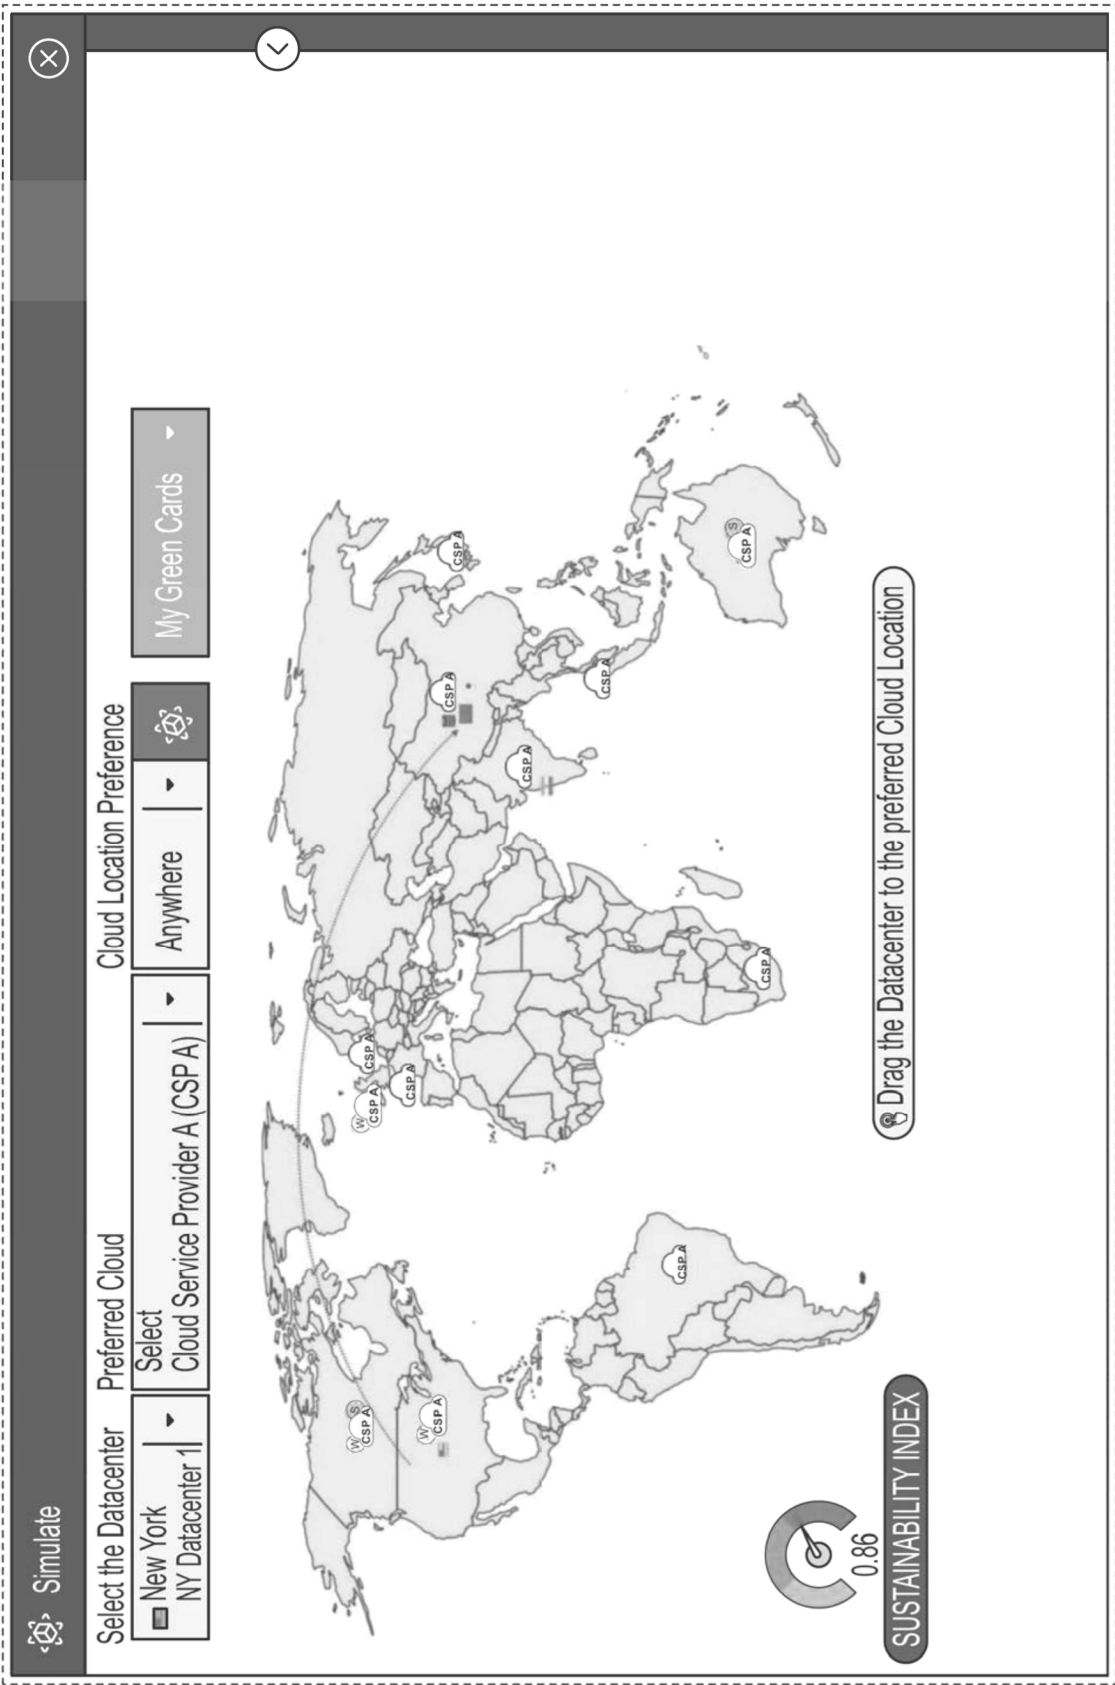 Simulate
Select the Datacenter
Preferred Cloud
Cloud Location Preference
New York
NY Datacenter 1
Select
Cloud Service Provider A (CSP A)
Anywhere
My Green Cards
W
S
CSP A
W
CSP A
W
CSP A
CSP A
CSP A
CSP A
CSP A
CSP A
CSP A
CSP A
CSP A
S
CSP A
0.86
SUSTAINABILITY INDEX
Drag the Datacenter to the preferred Cloud Location